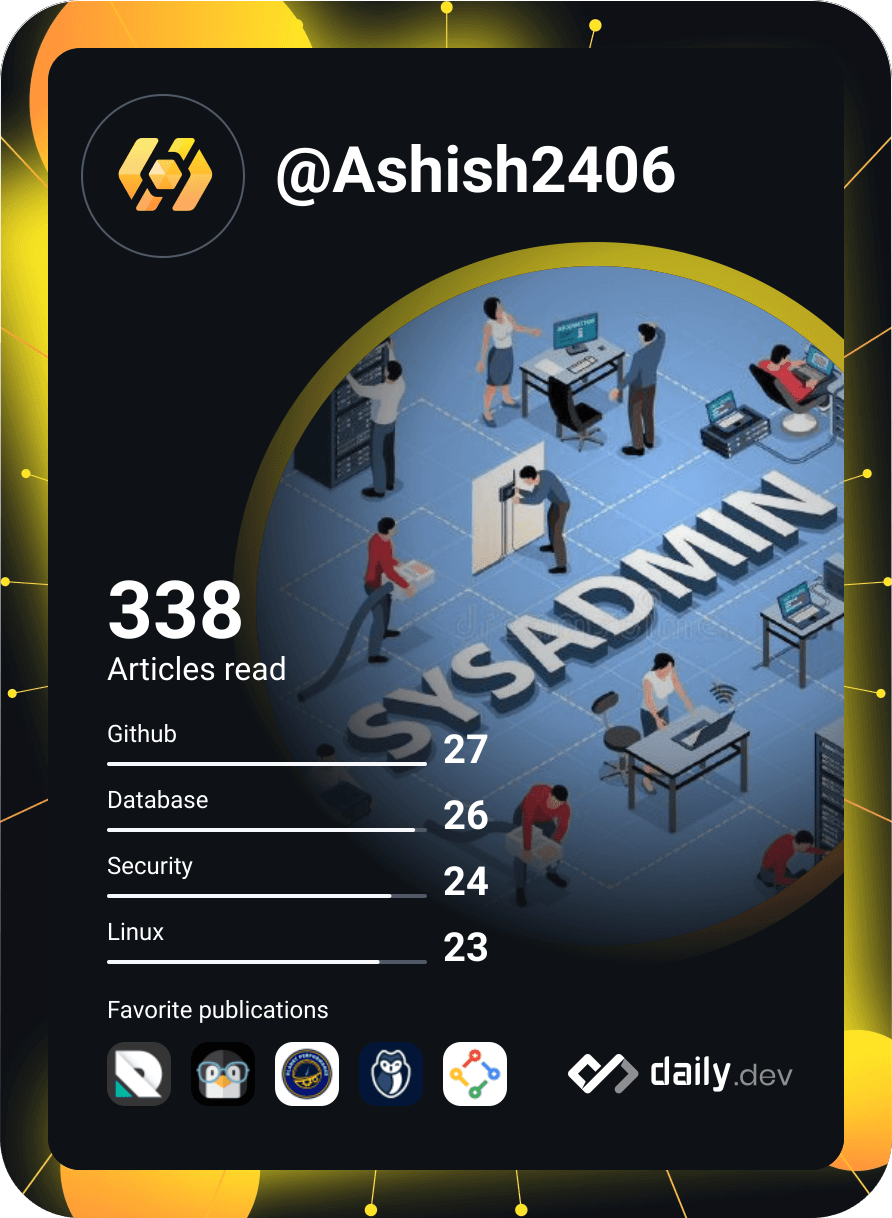 @Ashish2406
SYSADMIN
338
Articles read
Github
27
Database
26
Security
24
Linux
23
Favorite publications
daily.dev